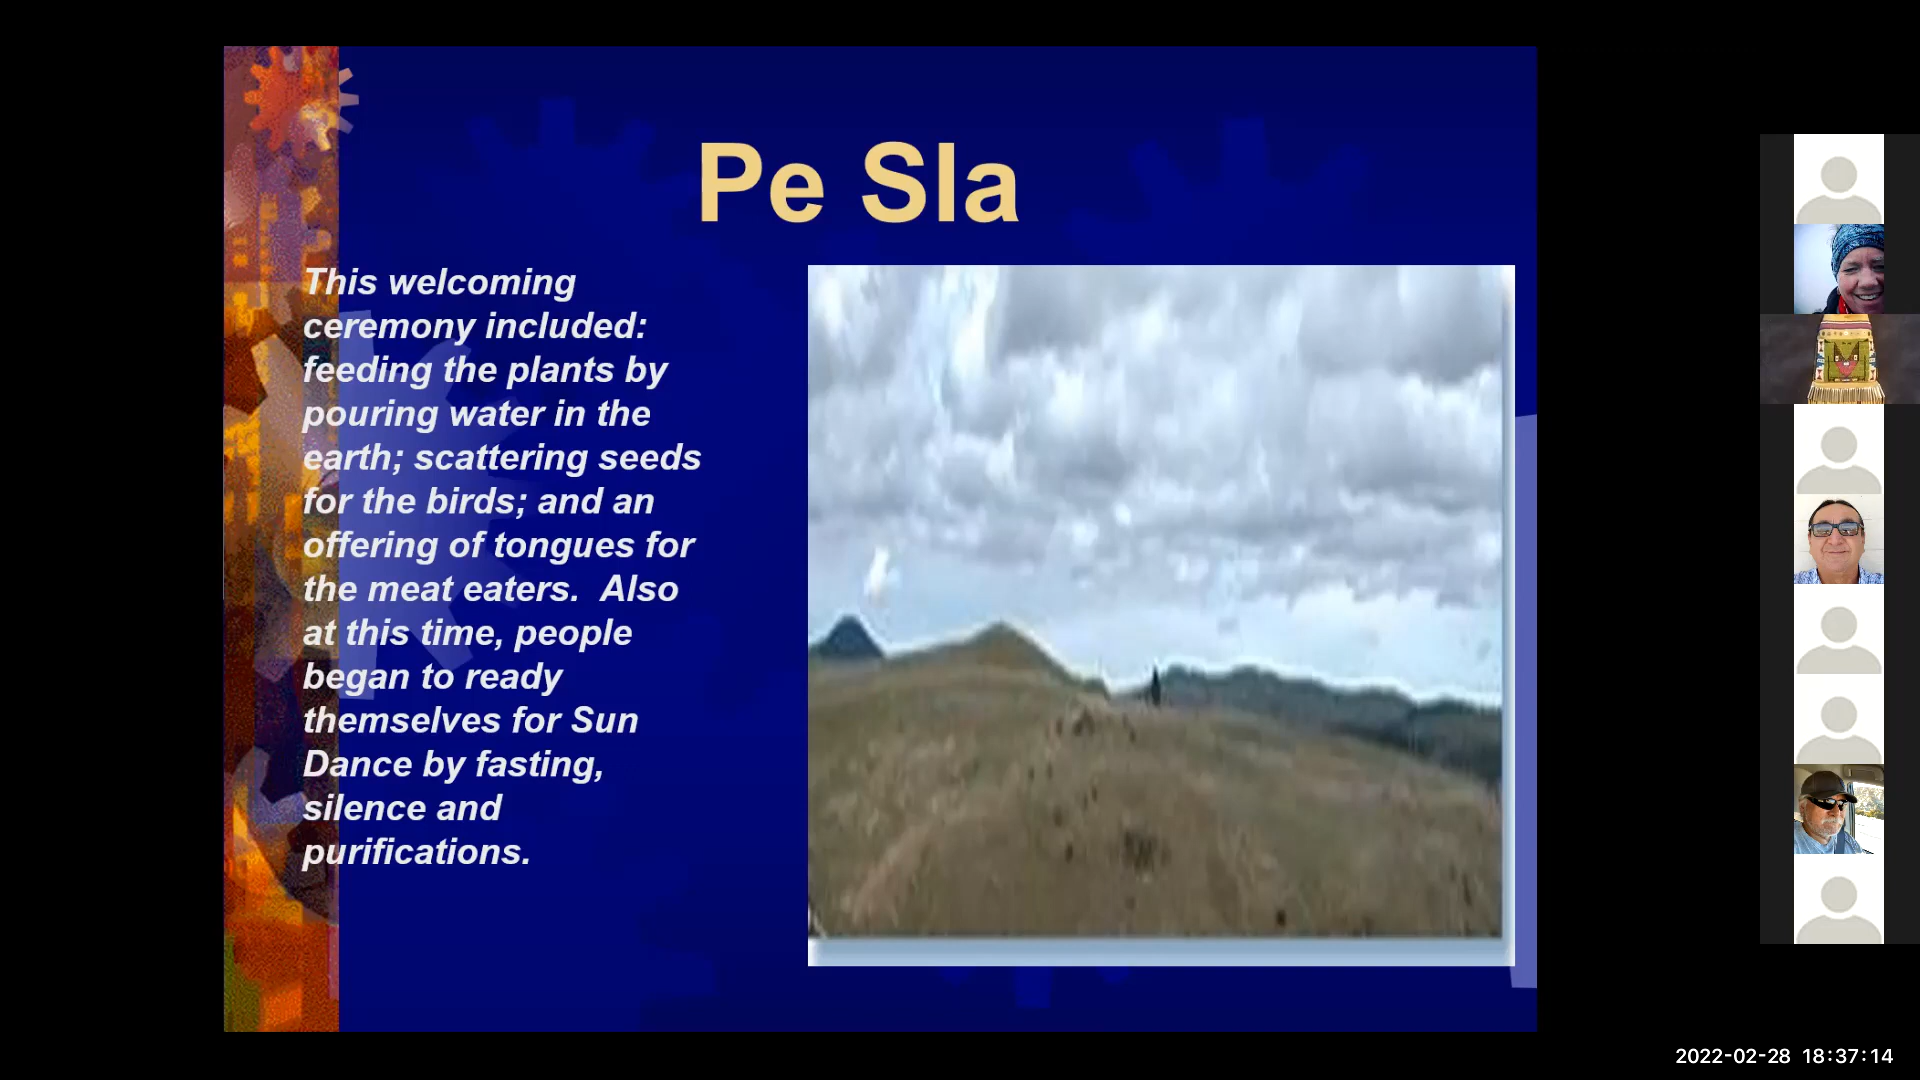 Pe Sla
This welcoming
ceremony included:
feeding the plants by
pouring water in the
earth; scattering seeds
for the birds; and an
offering of tongues for
the meat eaters.  Also
at this time, people
began to ready
themselves for Sun
Dance by fasting,
silence and
purifications.
2022-02-28 18:37:14